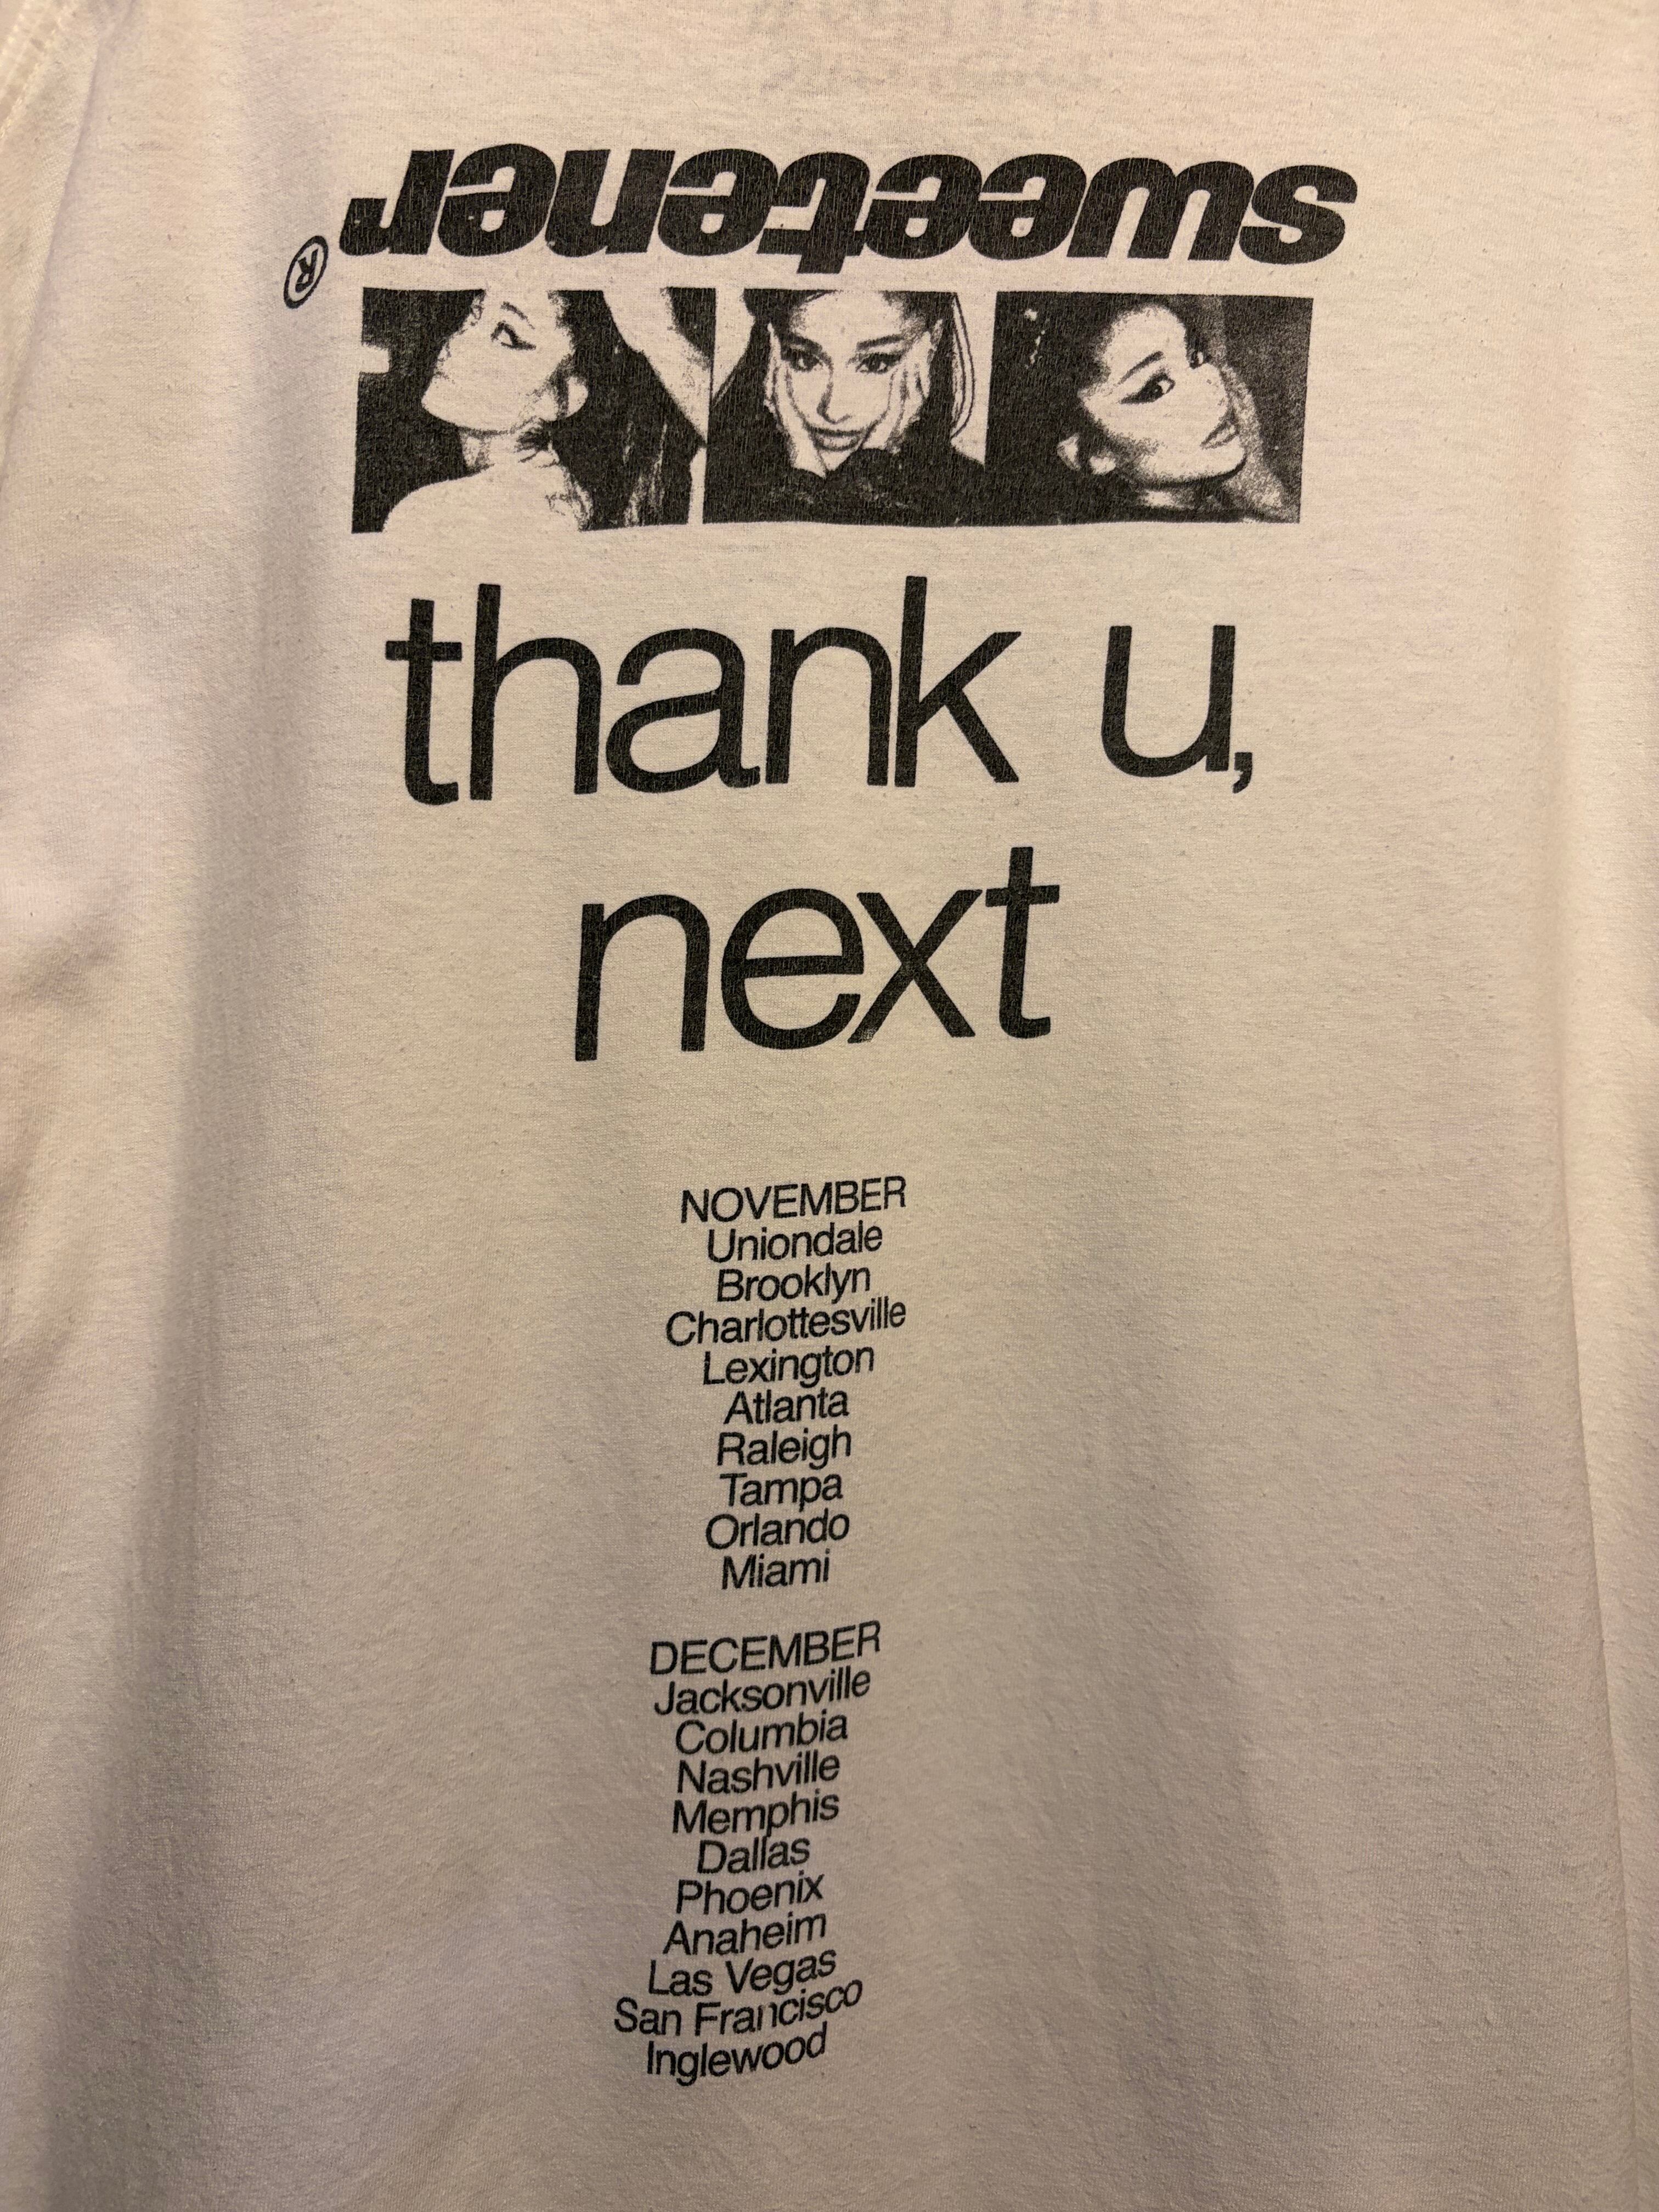 sweetener
®
thank u,
next
NOVEMBER
Uniondale
Brooklyn
Charlottesville
Lexington
Atlanta
Raleigh
Tampa
Orlando
Miami
DECEMBER
Jacksonville
Columbia
Nashville
Memphis
Dallas
Phoenix
Anaheim
Las Vegas
San Francisco
Inglewood